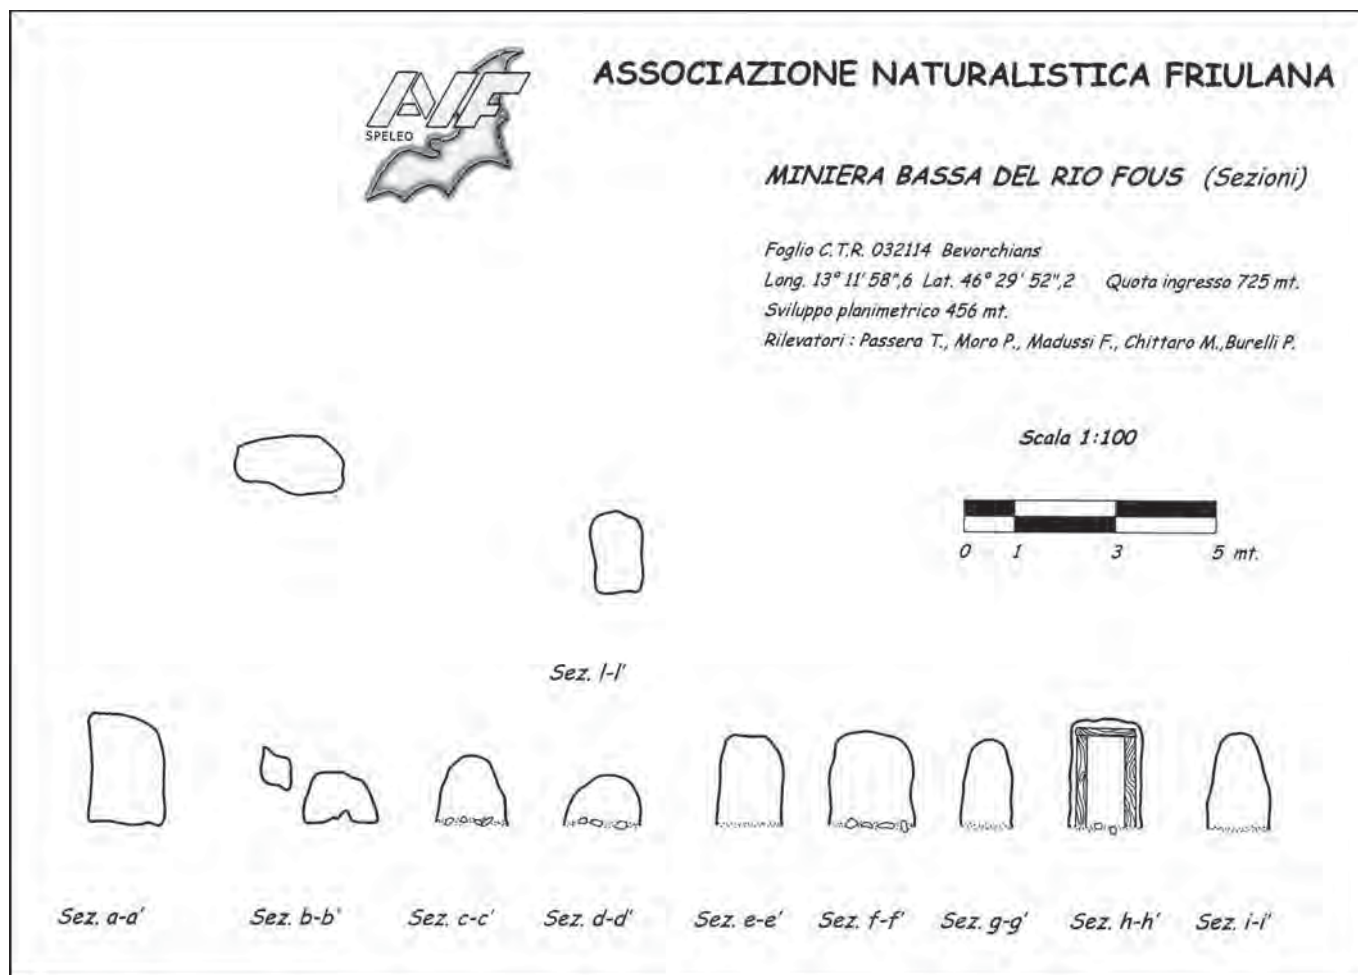 ANF
SPELEO
ASSOCIAZIONE NATURALISTICA FRIULANA
MINIERA BASSA DEL RIO FOUS (Sezioni)
Foglio C.T.R. 032114 Bevorchians
Long. 13° 11' 58",6 Lat. 46° 29' 52",2 Quota ingresso 725 mt.
Sviluppo planimetrico 456 mt.
Rilevatori : Passera T., Moro P., Madussi F., Chittaro M.,Burelli P.
Scala 1:100
0 1 3 5 mt.
Sez. l-l'
Sez. a-a' Sez. b-b' Sez. c-c' Sez. d-d' Sez. e-e' Sez. f-f' Sez. g-g' Sez. h-h' Sez. i-i'